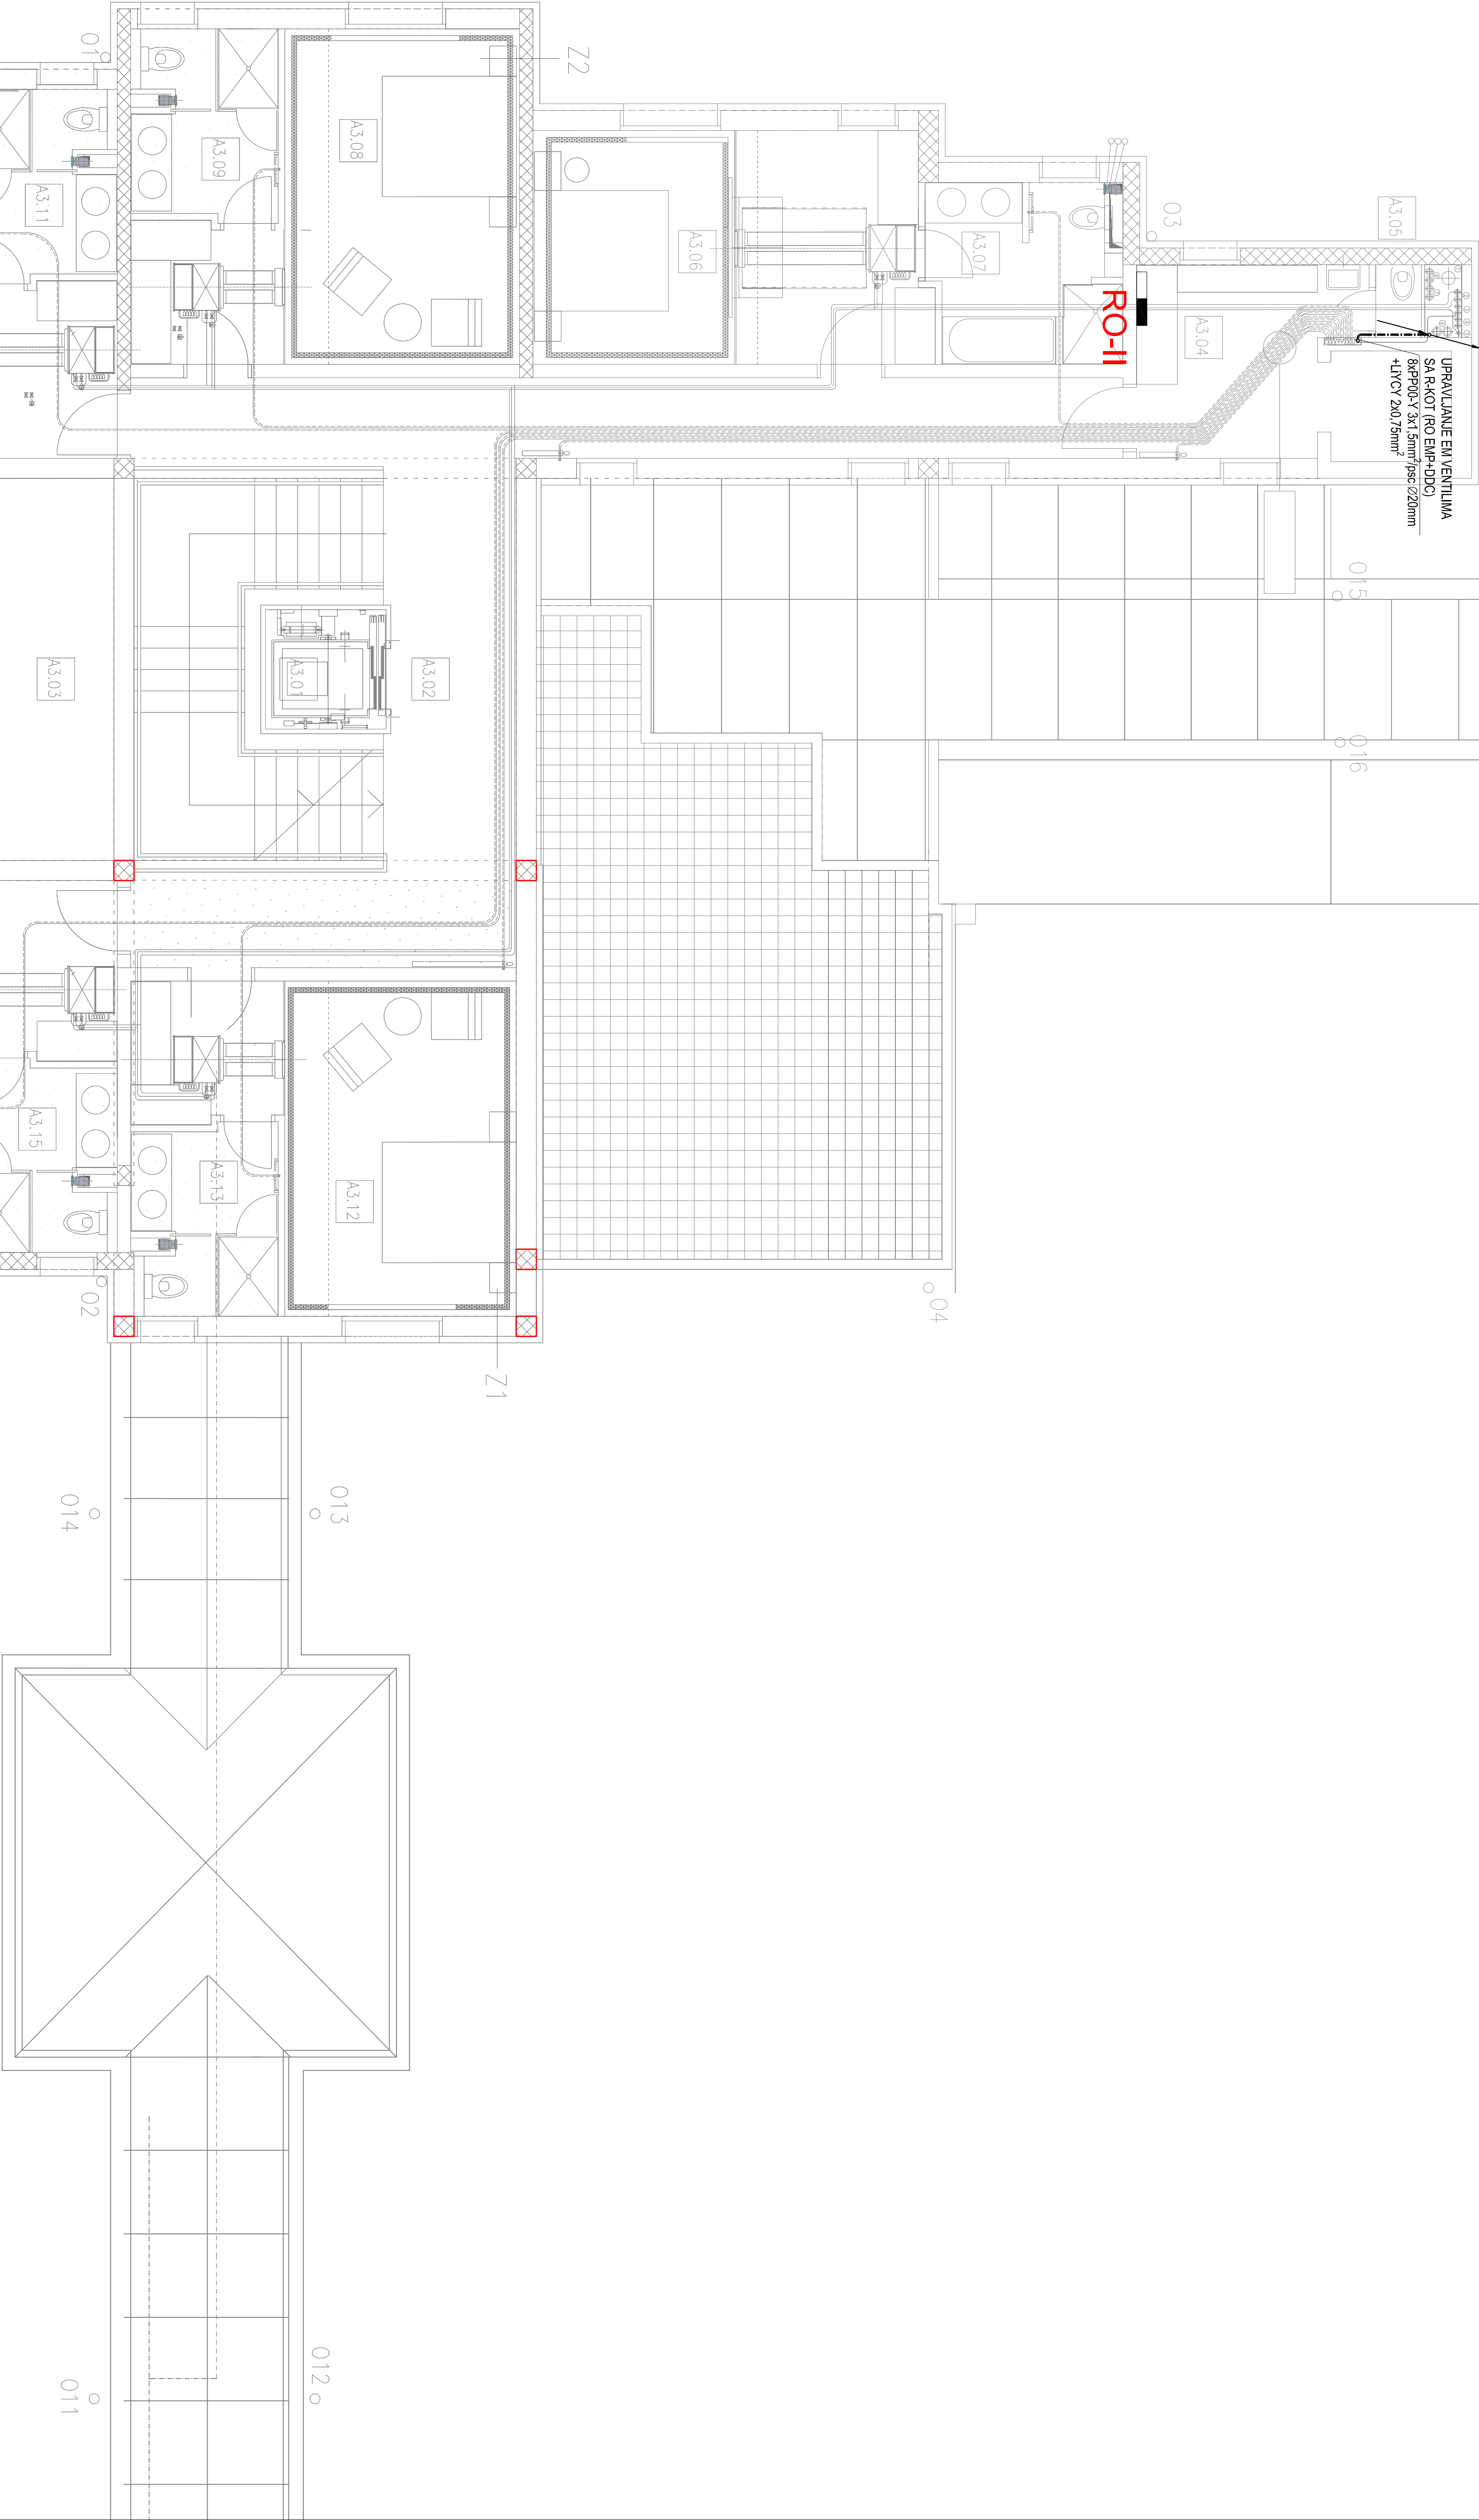 UPRAVLJANJE EM VENTILIMA
SA R-KOT (RO EMP+DDC)
8xPP00-Y 3x1,5mm²/psc Ø20mm
+LiYCY 2x0,75mm²
RO-II
A3.05
A3.04
O3
A3.07
A3.06
Z2
A3.08
A3.09
O1
A3.11
O15
O16
A3.02
A3.01
A3.03
O4
A3.12
A3.13
A3.15
O2
Z1
O13
O14
O12
O11